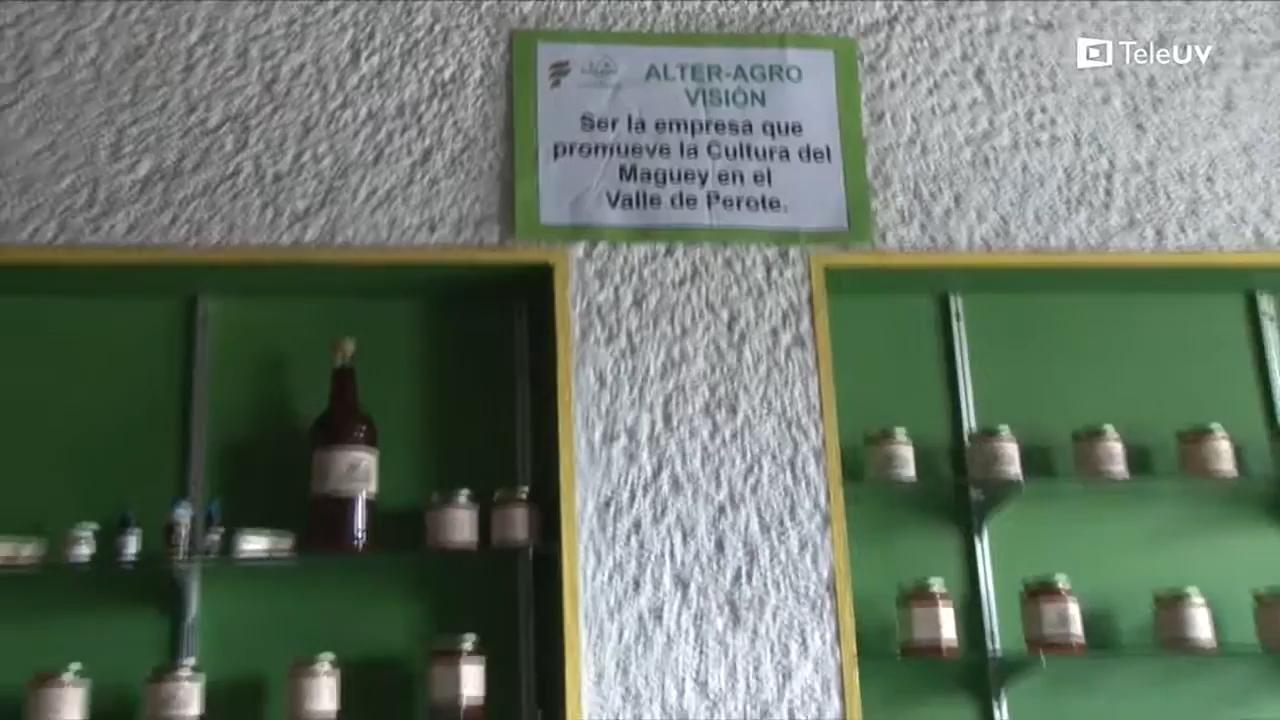 TeleUV
ALTER-AGRO
VISIÓN
Ser la empresa que
promueve la Cultura del
Maguey en el
Valle de Perote.